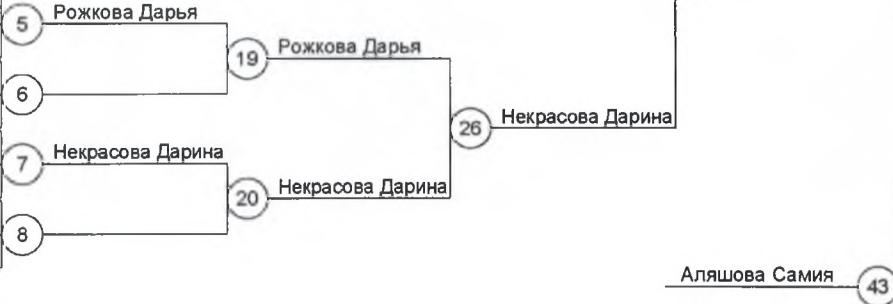 5 Рожкова Дарья
19 Рожкова Дарья
6
26 Некрасова Дарина
7 Некрасова Дарина
20 Некрасова Дарина
8
Аляшова Самия 43